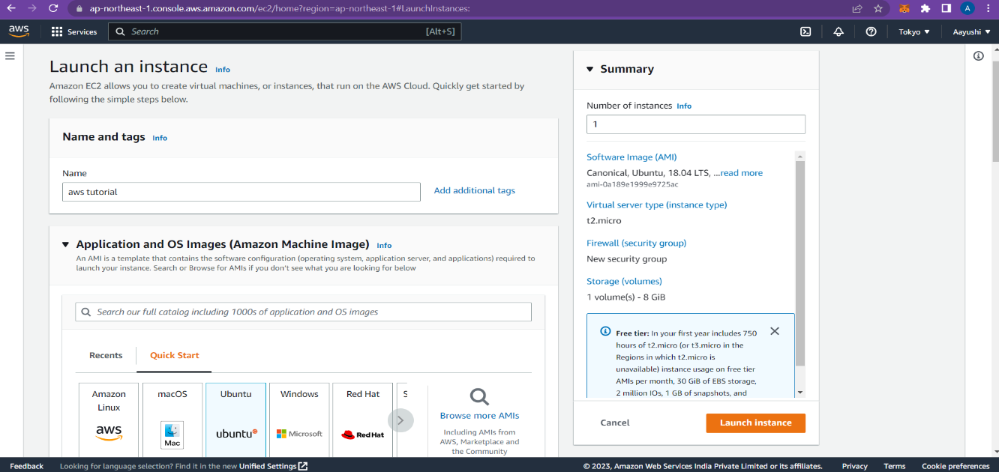 ap-northeast-1.console.aws.amazon.com/ec2/home?region=ap-northeast-1#LaunchInstances:
A
aws
Services
Search
[Alt+S]
Tokyo
Aayushi
Launch an instance Info
Amazon EC2 allows you to create virtual machines, or instances, that run on the AWS Cloud. Quickly get started by
following the simple steps below.
Name and tags Info
Name
aws tutorial
Add additional tags
Application and OS Images (Amazon Machine Image) Info
An AMI is a template that contains the software configuration (operating system, application server, and applications) required to
launch your instance. Search or Browse for AMIs if you don't see what you are looking for below
Search our full catalog including 1000s of application and OS images
Recents
Quick Start
Amazon
Linux
aws
macOS
Mac
Ubuntu
ubuntu
Windows
Microsoft
Red Hat
RedHat
S
Browse more AMIs
Including AMIs from
AWS, Marketplace and
the Community
Summary
Number of instances Info
1
Software Image (AMI)
Canonical, Ubuntu, 18.04 LTS, ...read more
ami-0a189e1999e9725ac
Virtual server type (instance type)
t2.micro
Firewall (security group)
New security group
Storage (volumes)
1 volume(s) - 8 GiB
Free tier: In your first year includes 750
hours of t2.micro (or t3.micro in the
Regions in which t2.micro is
unavailable) instance usage on free tier
AMIs per month, 30 GiB of EBS storage,
2 million IOs, 1 GB of snapshots, and
Cancel
Launch instance
Feedback
Looking for language selection? Find it in the new Unified Settings
© 2023, Amazon Web Services India Private Limited or its affiliates.
Privacy
Terms
Cookie preferences